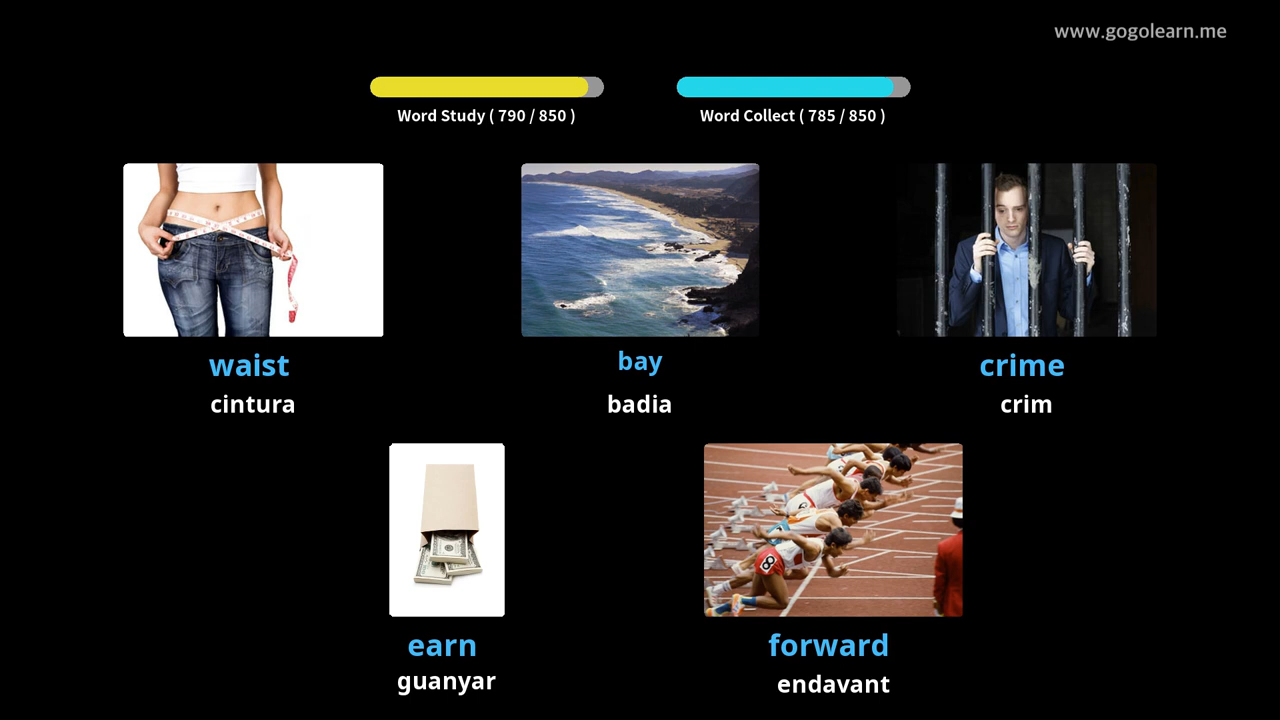 www.gogolearn.me
Word Study ( 790 / 850 )
Word Collect ( 785 / 850 )
waist
cintura
bay
badia
crime
crim
earn
guanyar
forward
endavant
8